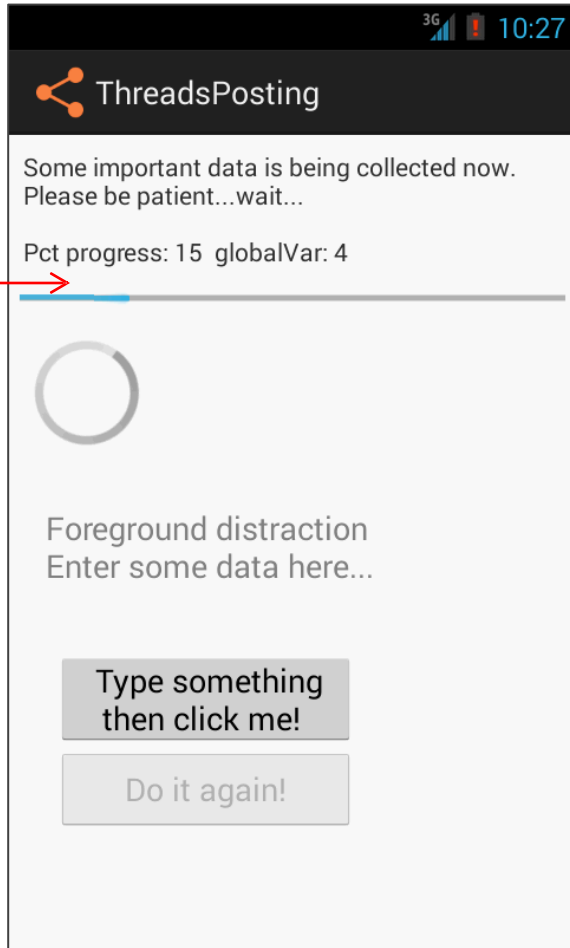 3G ! 10:27
ThreadsPosting
Some important data is being collected now.
Please be patient...wait...
Pct progress: 15 globalVar: 4
Foreground distraction
Enter some data here...
Type something
then click me!
Do it again!